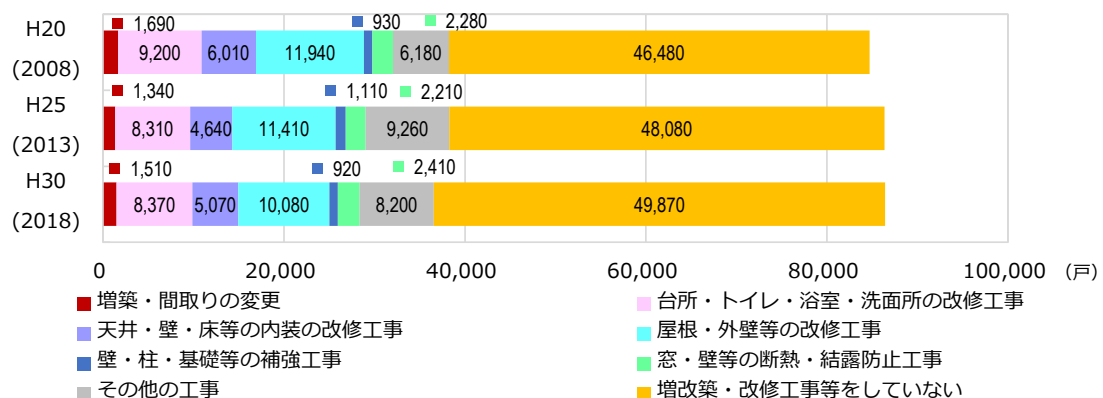 1,690 930 2,280
H20
(2008)
9,200 6,010 11,940 6,180 46,480
1,340 1,110 2,210
H25
(2013)
8,310 4,640 11,410 9,260 48,080
1,510 920 2,410
H30
(2018)
8,370 5,070 10,080 8,200 49,870
0 20,000 40,000 60,000 80,000 100,000 (戸)
増築・間取りの変更 台所・トイレ・浴室・洗面所の改修工事
天井・壁・床等の内装の改修工事 屋根・外壁等の改修工事
壁・柱・基礎等の補強工事 窓・壁等の断熱・結露防止工事
その他の工事 増改築・改修工事等をしていない